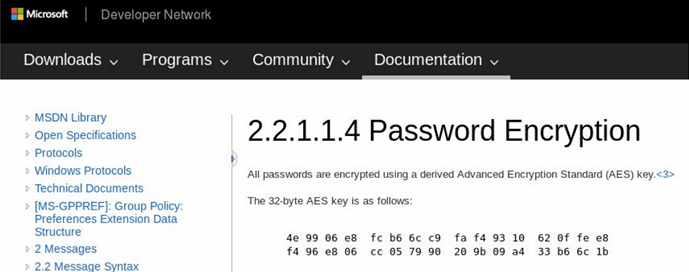 Microsoft | Developer Network
Downloads Programs Community Documentation
MSDN Library
Open Specifications
Protocols
Windows Protocols
Technical Documents
[MS-GPPREF]: Group Policy:
Preferences Extension Data
Structure
2 Messages
2.2 Message Syntax
2.2.1.1.4 Password Encryption
All passwords are encrypted using a derived Advanced Encryption Standard (AES) key.<3>
The 32-byte AES key is as follows:
4e 99 06 e8 fc b6 6c c9 fa f4 93 10 62 0f fe e8
f4 96 e8 06 cc 05 79 90 20 9b 09 a4 33 b6 6c 1b